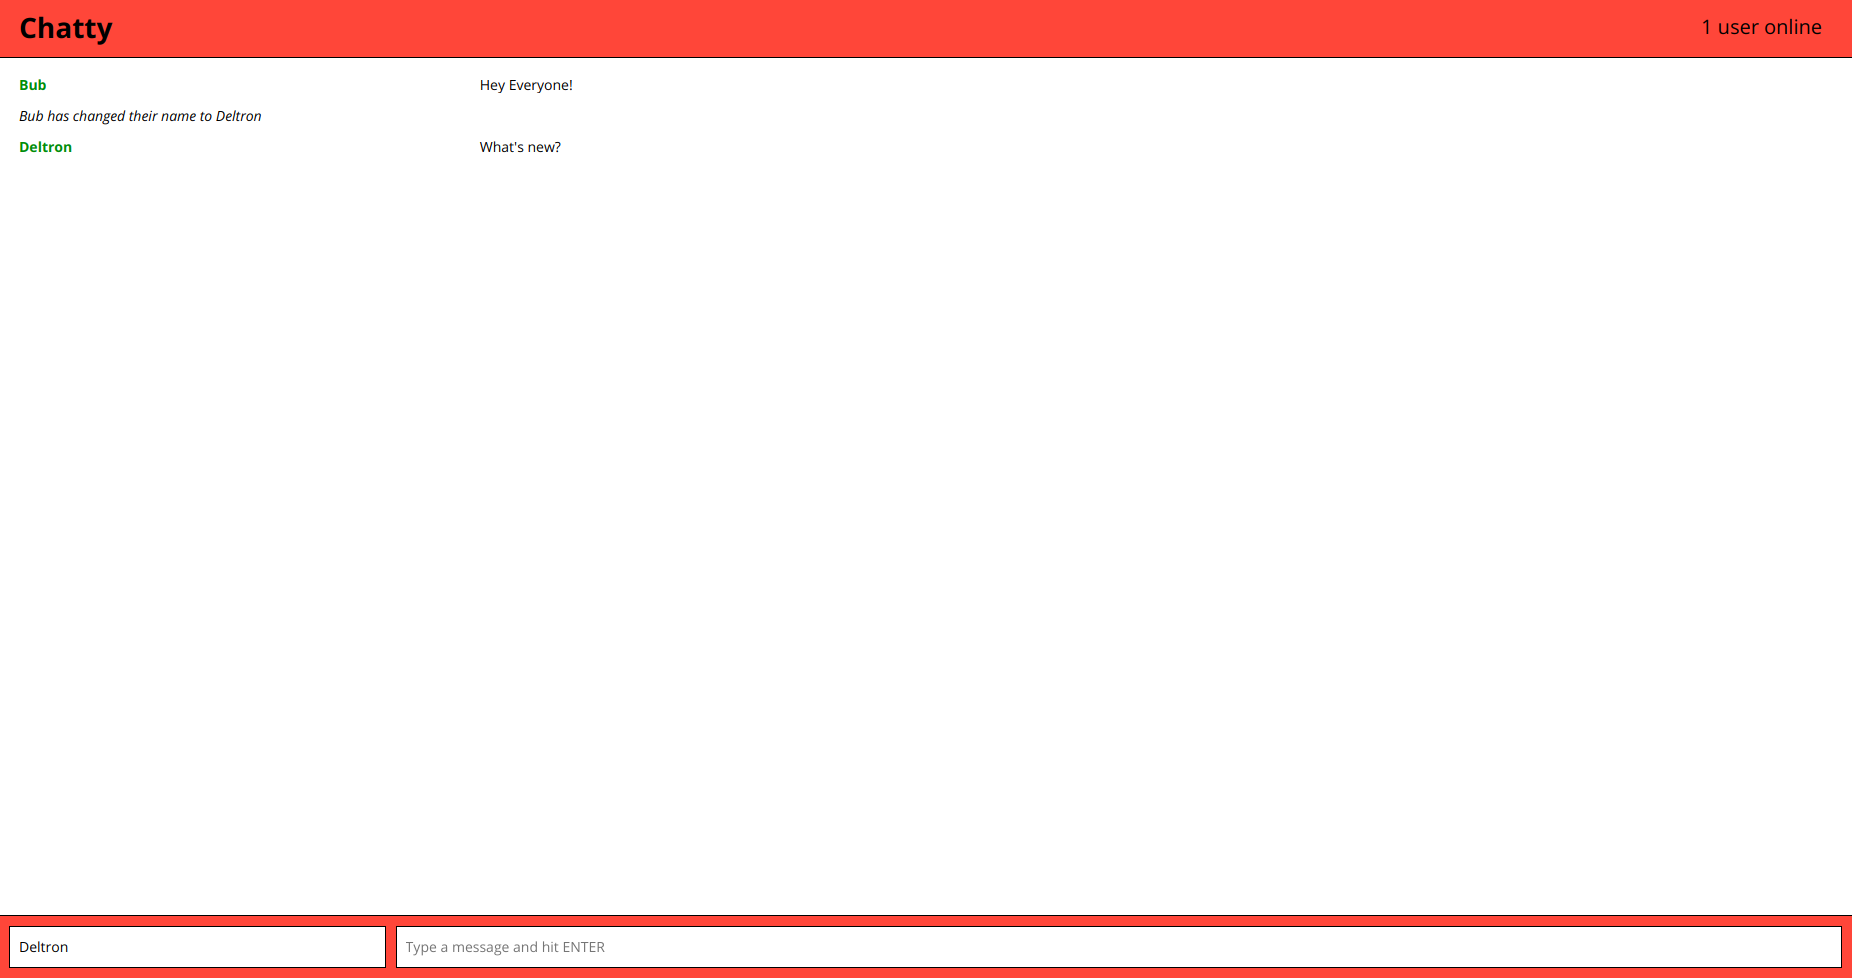 Chatty
1 user online
Bub Hey Everyone!
Bub has changed their name to Deltron
Deltron What's new?
Deltron Type a message and hit ENTER